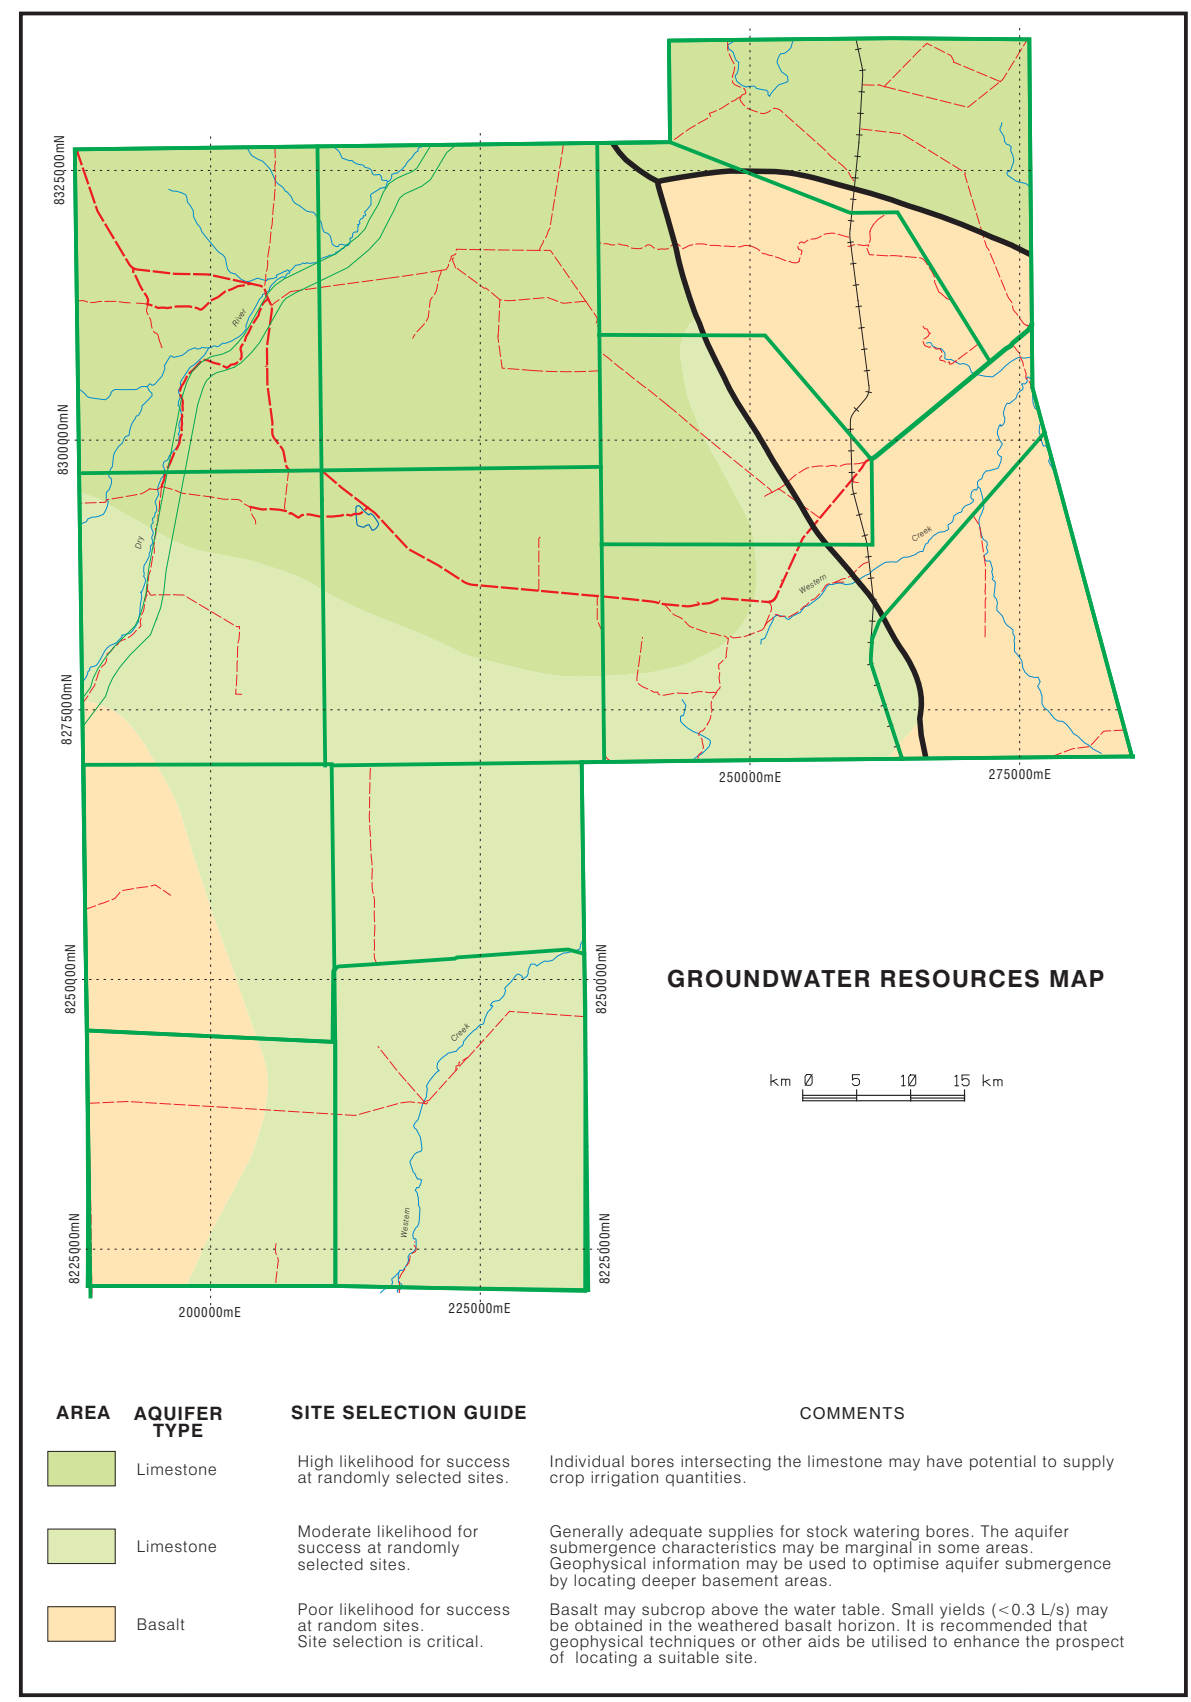 8325000mN
River
8300000mN
Dry
Creek
Western
8275000mN
250000mE
275000mE
8250000mN
8250000mN
GROUNDWATER RESOURCES MAP
Creek
km 0 5 10 15 km
Western
8225000mN
8225000mN
200000mE
225000mE
AREA AQUIFER TYPE SITE SELECTION GUIDE COMMENTS
Limestone
High likelihood for success
at randomly selected sites.
Individual bores intersecting the limestone may have potential to supply
crop irrigation quantities.
Limestone
Moderate likelihood for
success at randomly
selected sites.
Generally adequate supplies for stock watering bores. The aquifer
submergence characteristics may be marginal in some areas.
Geophysical information may be used to optimise aquifer submergence
by locating deeper basement areas.
Basalt
Poor likelihood for success
at random sites.
Site selection is critical.
Basalt may subcrop above the water table. Small yields (<0.3 L/s) may
be obtained in the weathered basalt horizon. It is recommended that
geophysical techniques or other aids be utilised to enhance the prospect
of locating a suitable site.